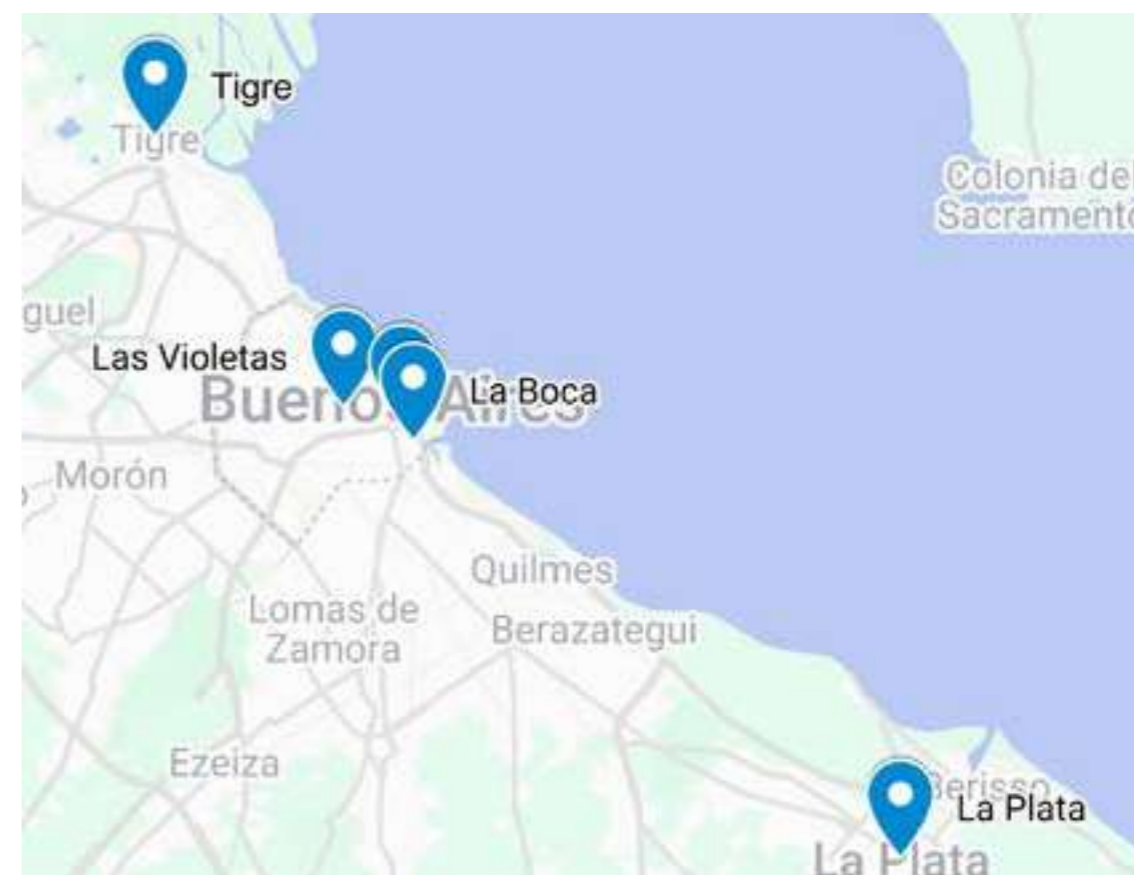 Tigre
Tigre
Colonia del
Sacramento
guel
Las Violetas
Buenos Aires
La Boca
Morón
Quilmes
Lomas de
Zamora
Berazategui
Ezeiza
Berisso
La Plata
La Plata